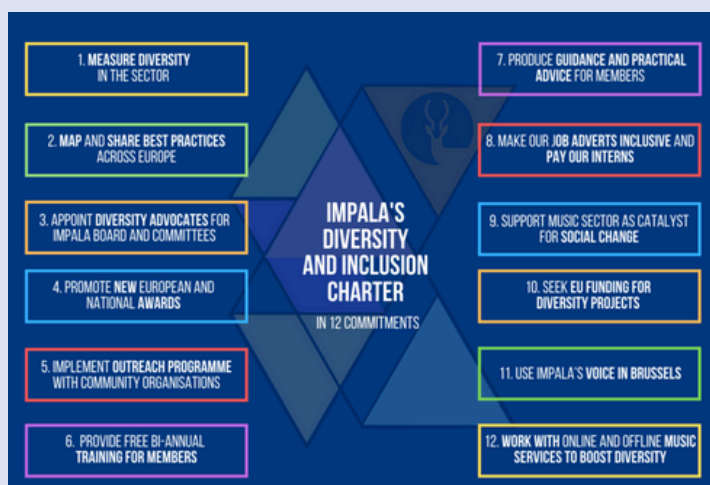 1. MEASURE DIVERSITY
IN THE SECTOR
2. MAP AND SHARE BEST PRACTICES
ACROSS EUROPE
3. APPOINT DIVERSITY ADVOCATES FOR
IMPALA BOARD AND COMMITTEES
4. PROMOTE NEW EUROPEAN AND
NATIONAL AWARDS
5. IMPLEMENT OUTREACH PROGRAMME
WITH COMMUNITY ORGANISATIONS
6. PROVIDE FREE BI-ANNUAL
TRAINING FOR MEMBERS
IMPALA'S
DIVERSITY
AND INCLUSION
CHARTER
IN 12 COMMITMENTS
7. PRODUCE GUIDANCE AND PRACTICAL
ADVICE FOR MEMBERS
8. MAKE OUR JOB ADVERTS INCLUSIVE AND
PAY OUR INTERNS
9. SUPPORT MUSIC SECTOR AS CATALYST
FOR SOCIAL CHANGE
10. SEEK EU FUNDING FOR
DIVERSITY PROJECTS
11. USE IMPALA'S VOICE IN BRUSSELS
12. WORK WITH ONLINE AND OFFLINE MUSIC
SERVICES TO BOOST DIVERSITY